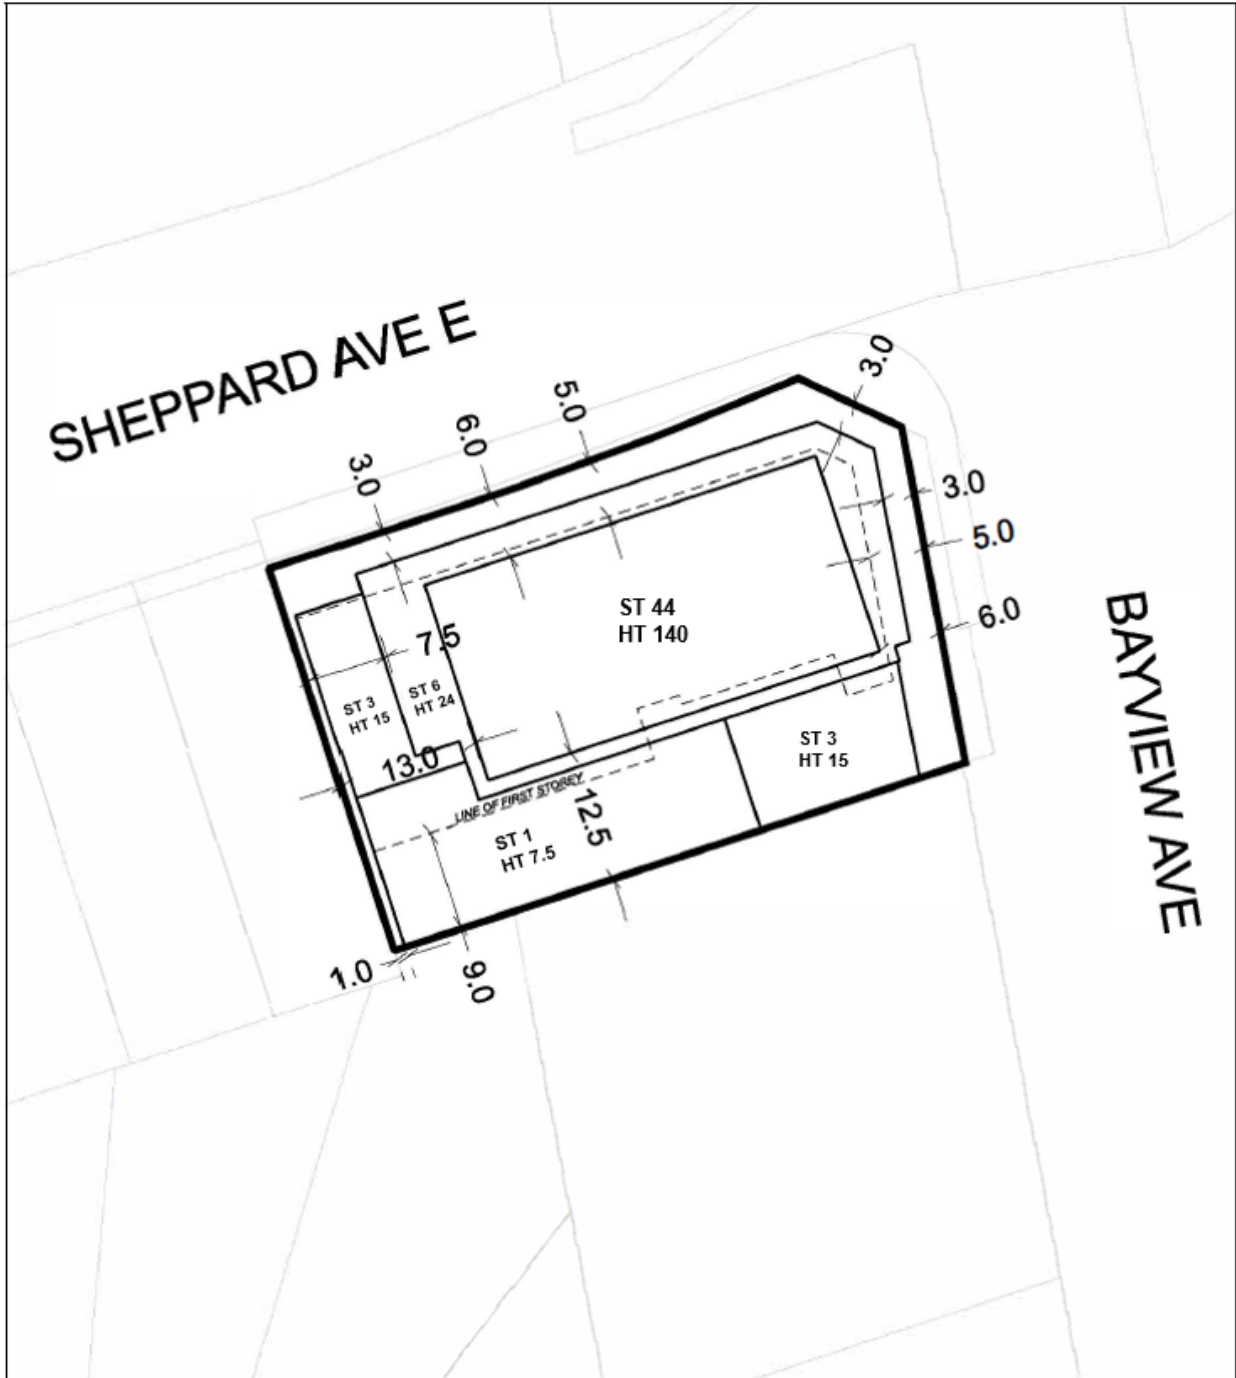 SHEPPARD AVE E
3.0
6.0
5.0
3.0
3.0
5.0
6.0
BAYVIEW AVE
ST 44
HT 140
7.5
ST 6
HT 24
ST 3
HT 15
13.0
ST 3
HT 15
LINE OF FIRST STOREY
12.5
ST 1
HT 7.5
1.0
9.0